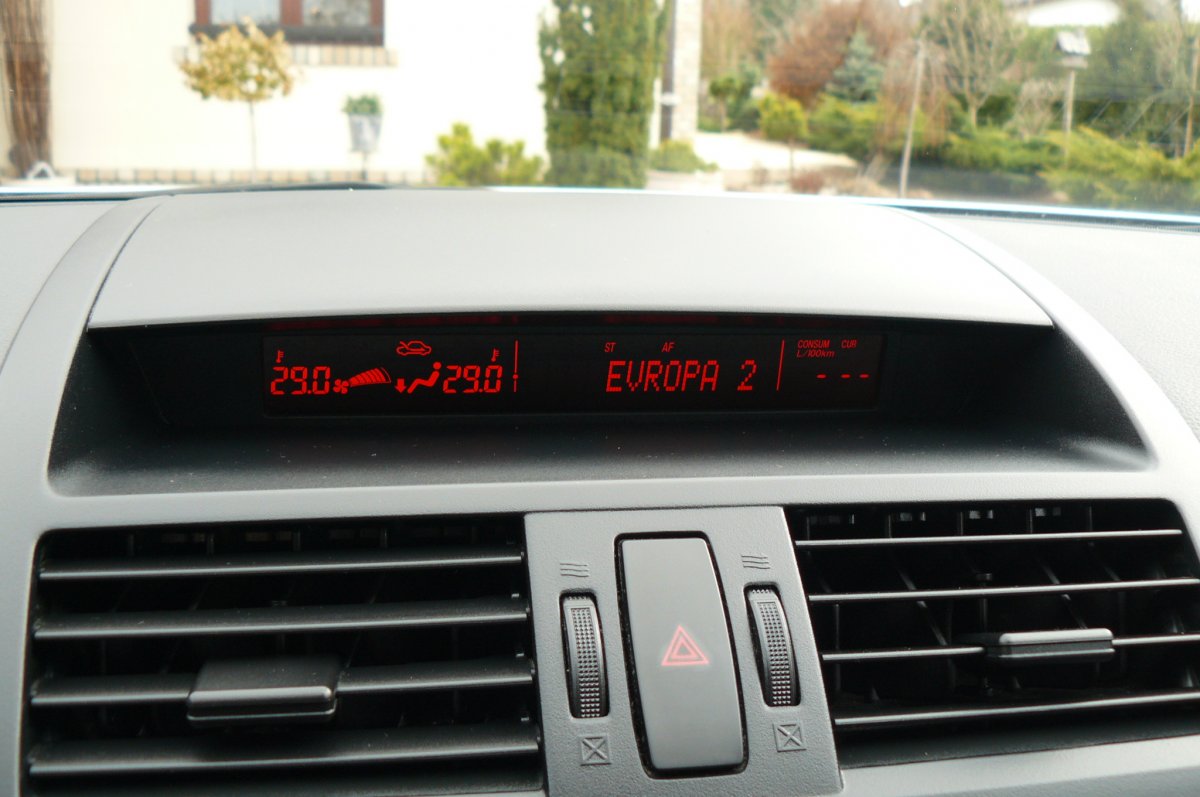 29.0 29.0
ST AF
EVROPA 2
CONSUM CUR
L/100km
- - -